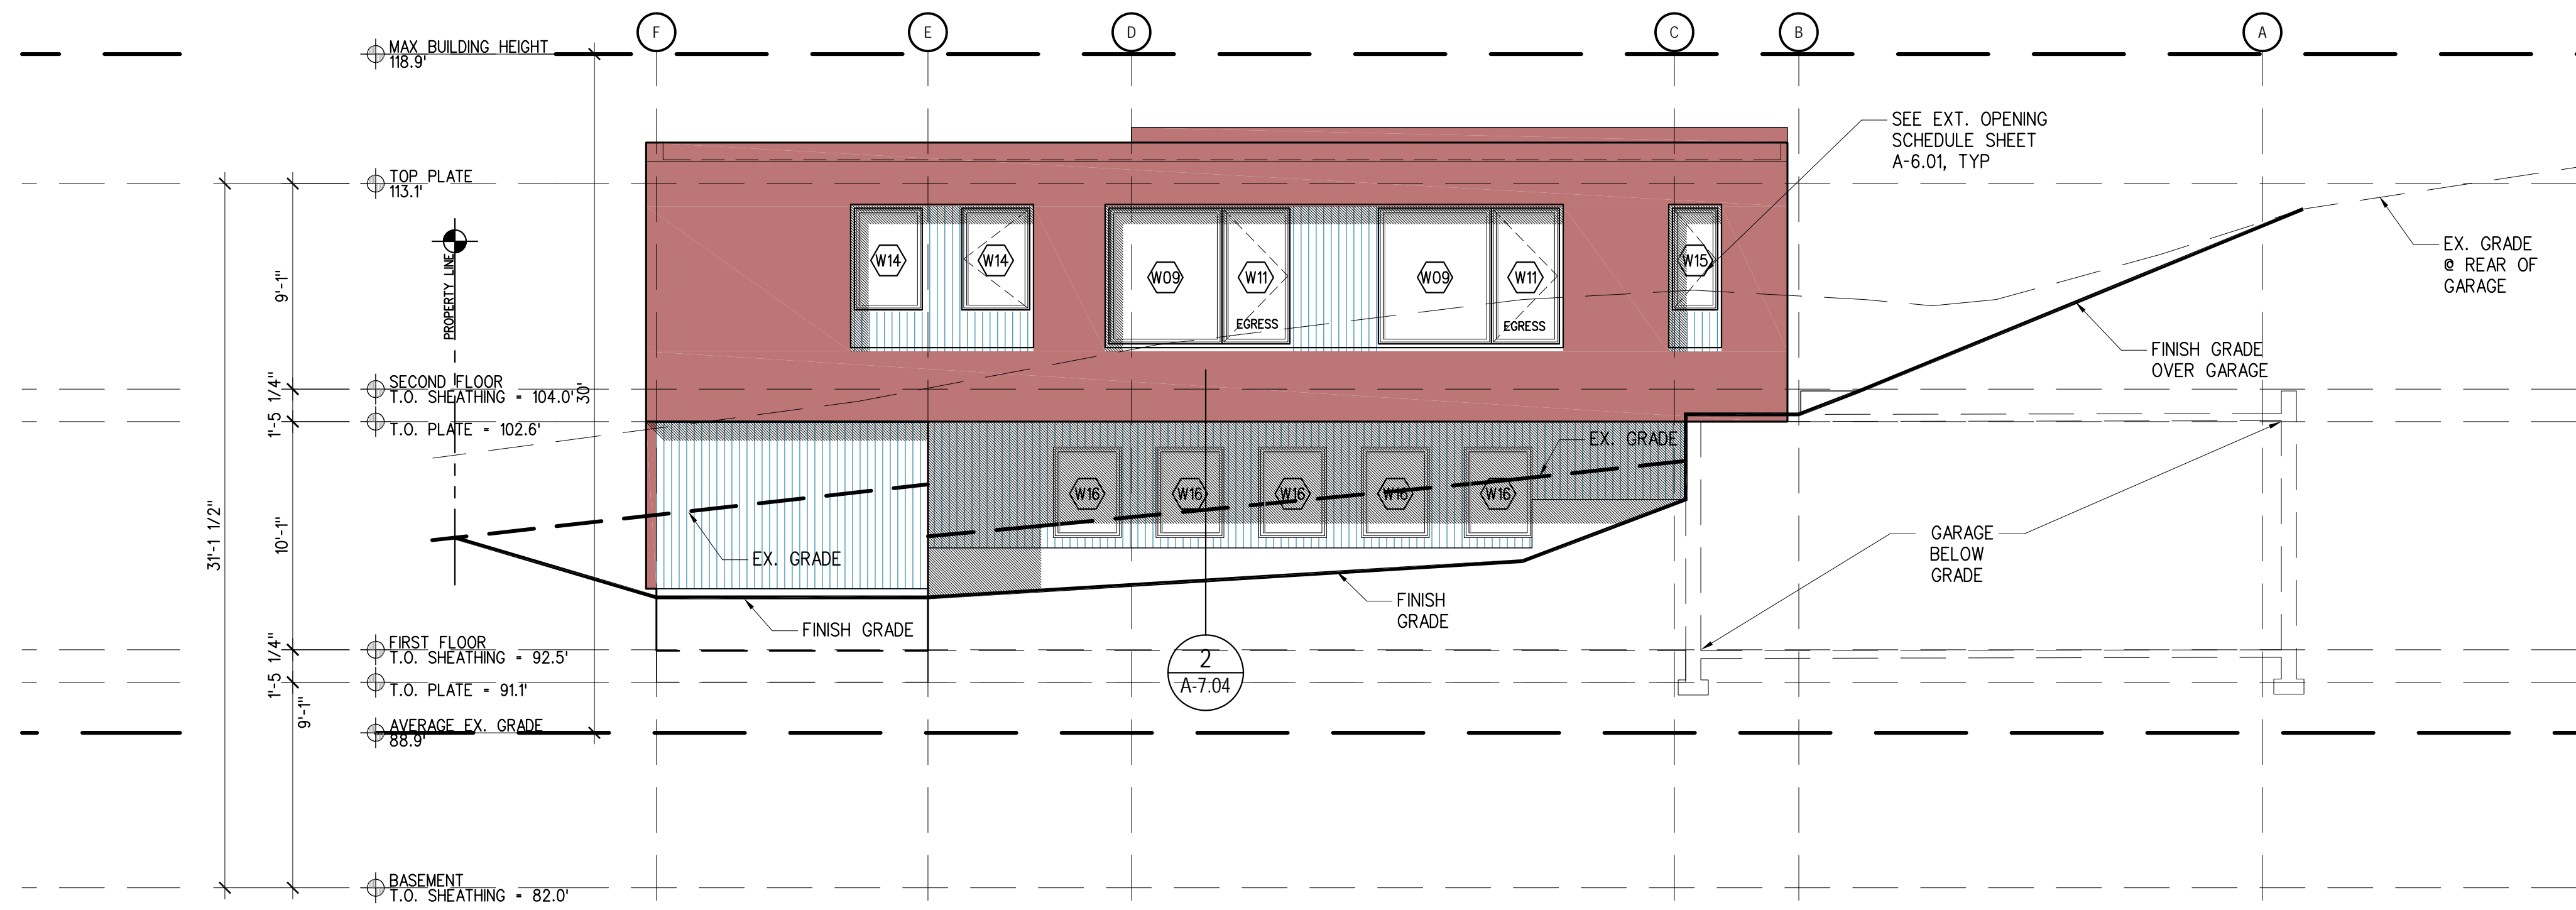 F
E
D
C
B
A
MAX BUILDING HEIGHT
118.9'
SEE EXT. OPENING
SCHEDULE SHEET
A-6.01, TYP
TOP PLATE
113.1'
PROPERTY LINE
EX. GRADE
@ REAR OF
GARAGE
W14
W14
W09
W11
W09
W11
W15
EGRESS
EGRESS
9'-1"
FINISH GRADE
OVER GARAGE
SECOND FLOOR
T.O. SHEATHING = 104.0'
30'
1'-5 1/4"
T.O. PLATE = 102.6'
EX. GRADE
W16
W16
W16
W16
W16
31'-1 1/2"
10'-1"
EX. GRADE
GARAGE
BELOW
GRADE
FINISH
GRADE
FINISH GRADE
FIRST FLOOR
T.O. SHEATHING = 92.5'
1'-5 1/4"
T.O. PLATE = 91.1'
2
A-7.04
9'-1"
AVERAGE EX. GRADE
88.9'
BASEMENT
T.O. SHEATHING = 82.0'